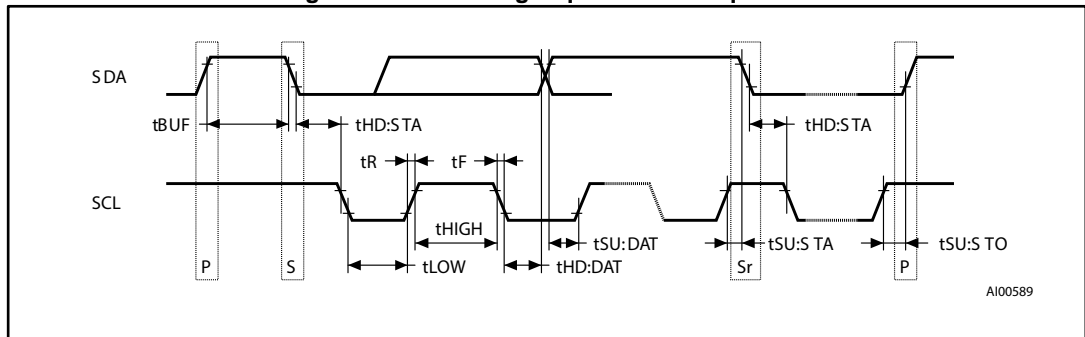 SDA
tBUF
tHD:STA
tHD:STA
tR
tF
SCL
tHIGH
tSU:DAT
tSU:STA
tSU:STO
tLOW
tHD:DAT
P
S
Sr
P
AI00589